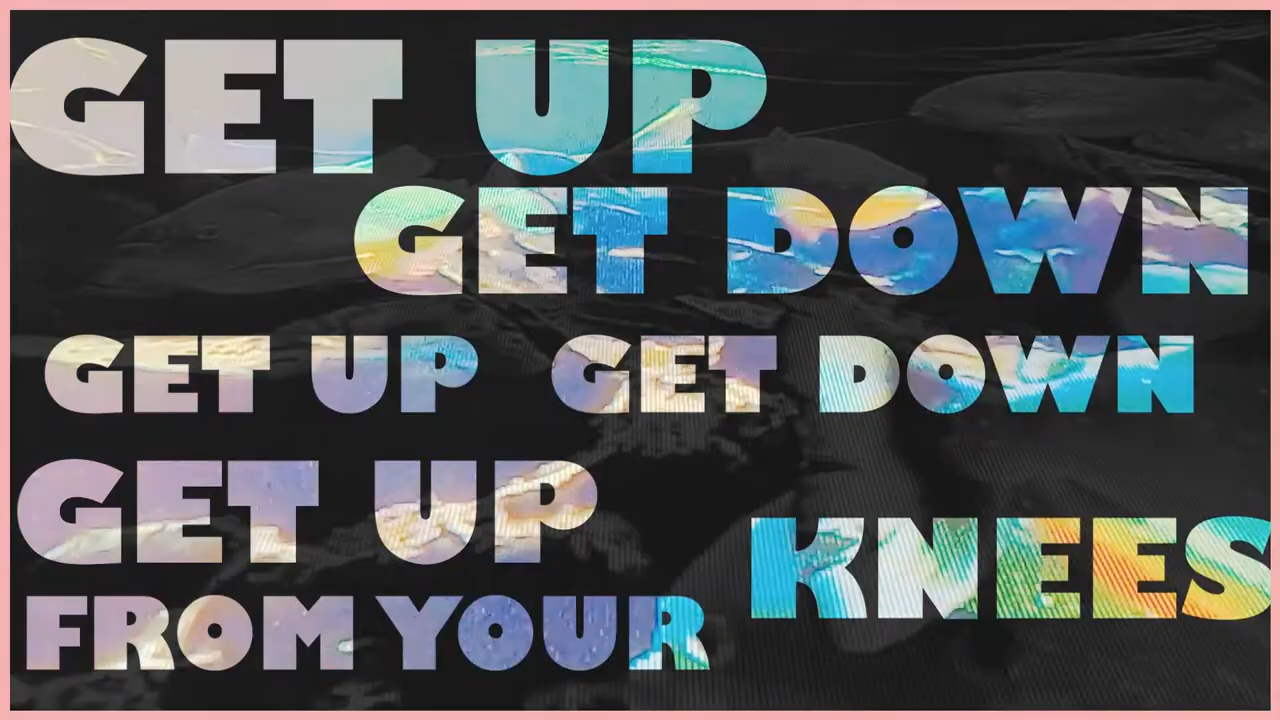 GET UP
GET DOWN
GET UP GET DOWN
GET UP
KNEES
FROM YOUR